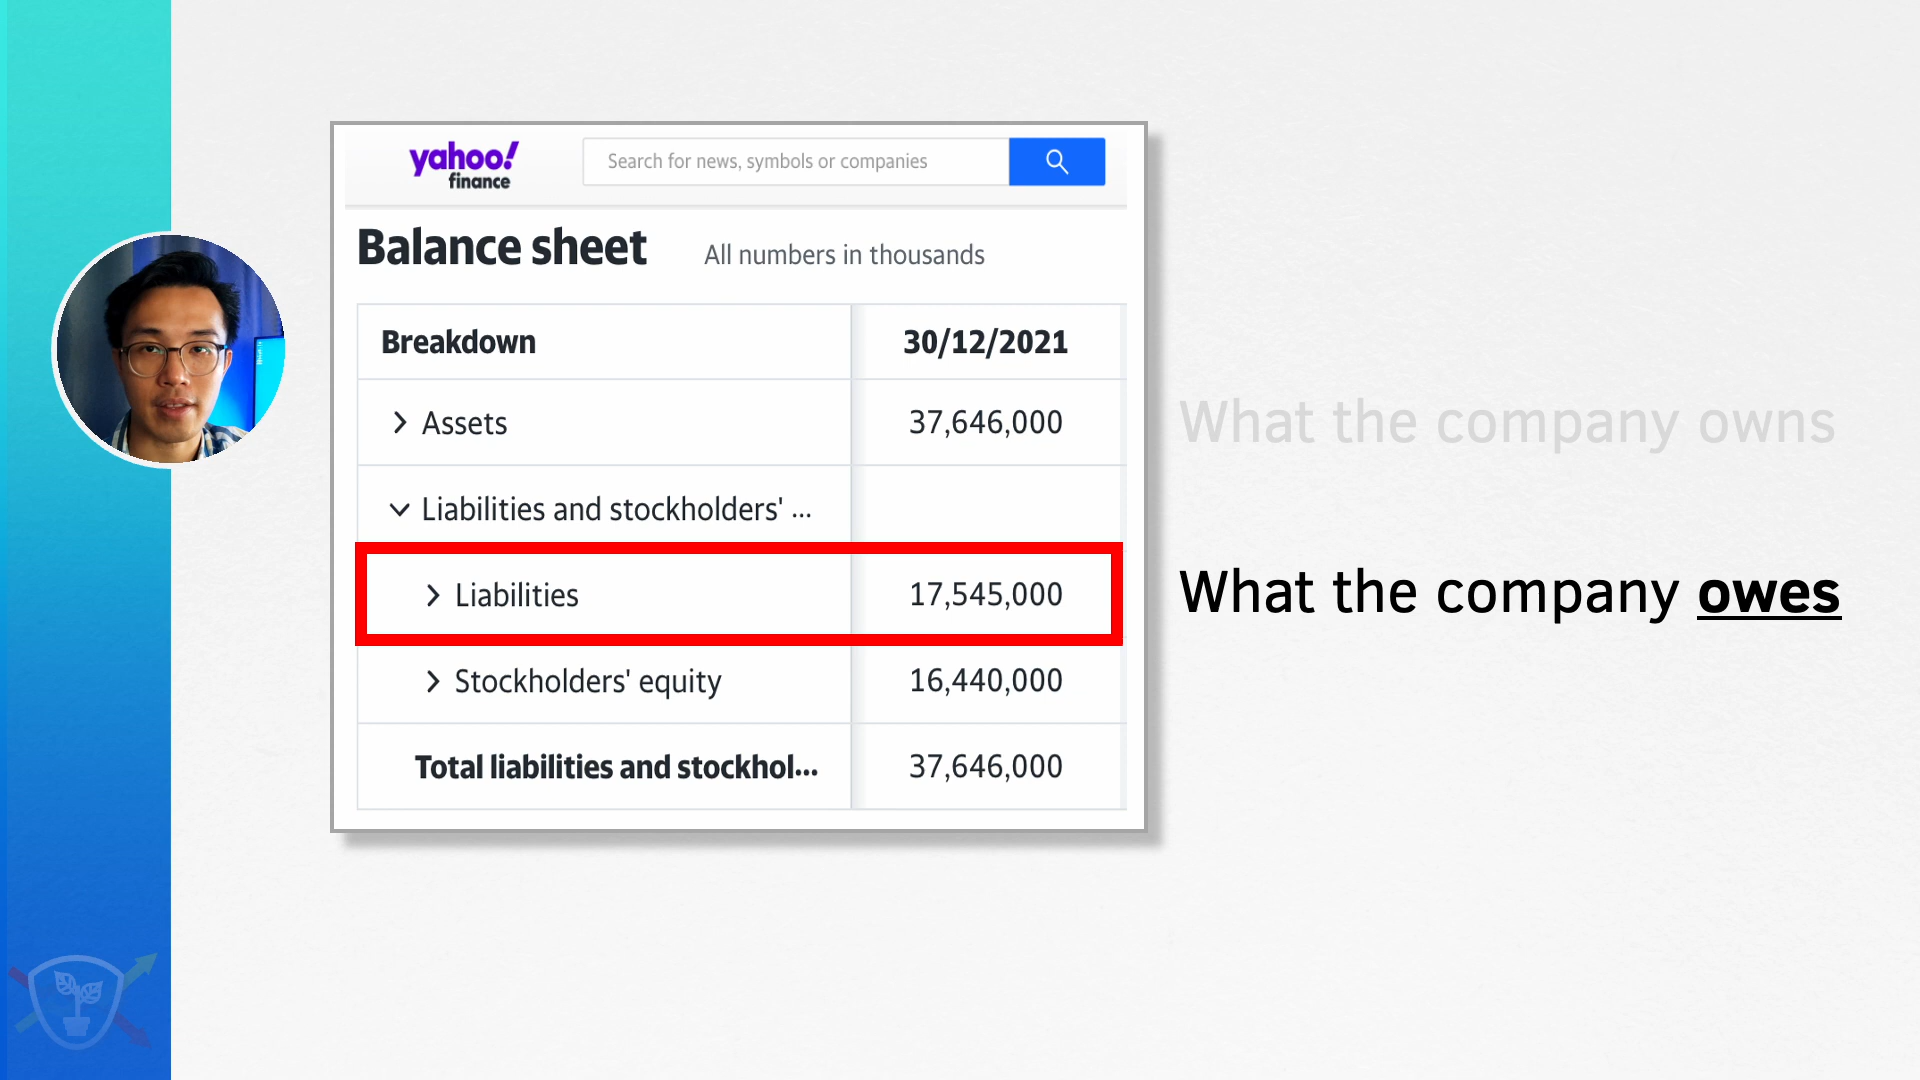 yahoo!
finance
Search for news, symbols or companies
Balance sheet All numbers in thousands
Breakdown 30/12/2021
Assets 37,646,000
What the company owns
Liabilities and stockholders' ...
Liabilities 17,545,000
What the company owes
Stockholders' equity 16,440,000
Total liabilities and stockhol... 37,646,000